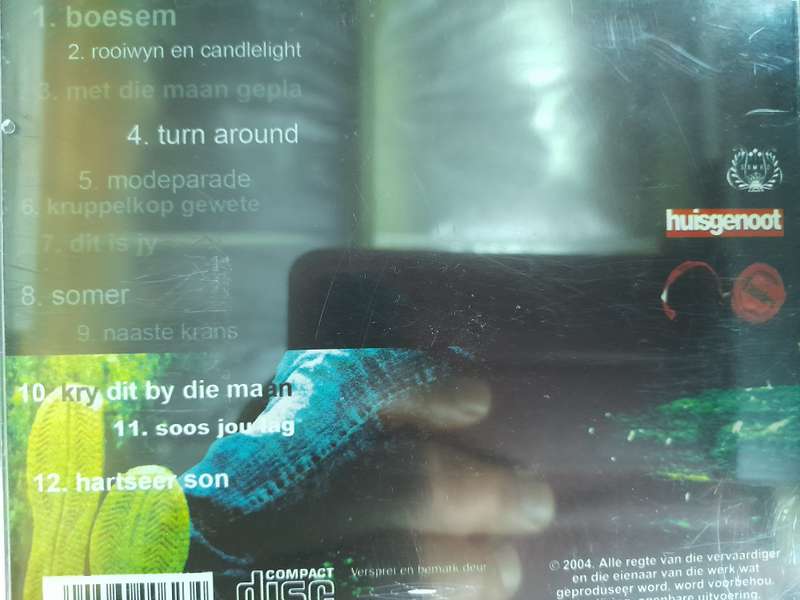 1. boesem
2. rooiwyn en candlelight
3. met die maan gepla
4. turn around
5. modeparade
6. kruppelkop gewete
7. dit is jy
8. somer
9. naaste krans
10. kry dit by die maan
11. soos jou lag
12. hartseer son
huisgenoot
COMPACT
disc
Versprei en bemark deur
© 2004. Alle regte van die vervaardiger
en die eienaar van die werk wat
geproduseer word, word voorbehou.
uitvoering,